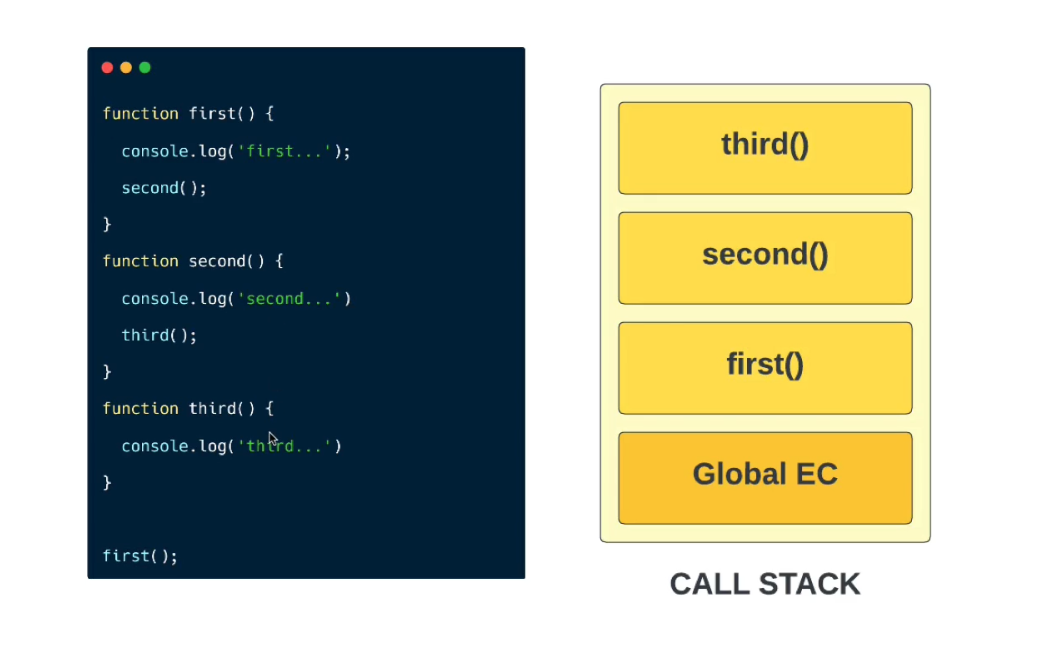 function first() {
console.log('first...');
second();
}
function second() {
console.log('second...')
third();
}
function third() {
console.log('third...')
}
first();
third()
second()
first()
Global EC
CALL STACK